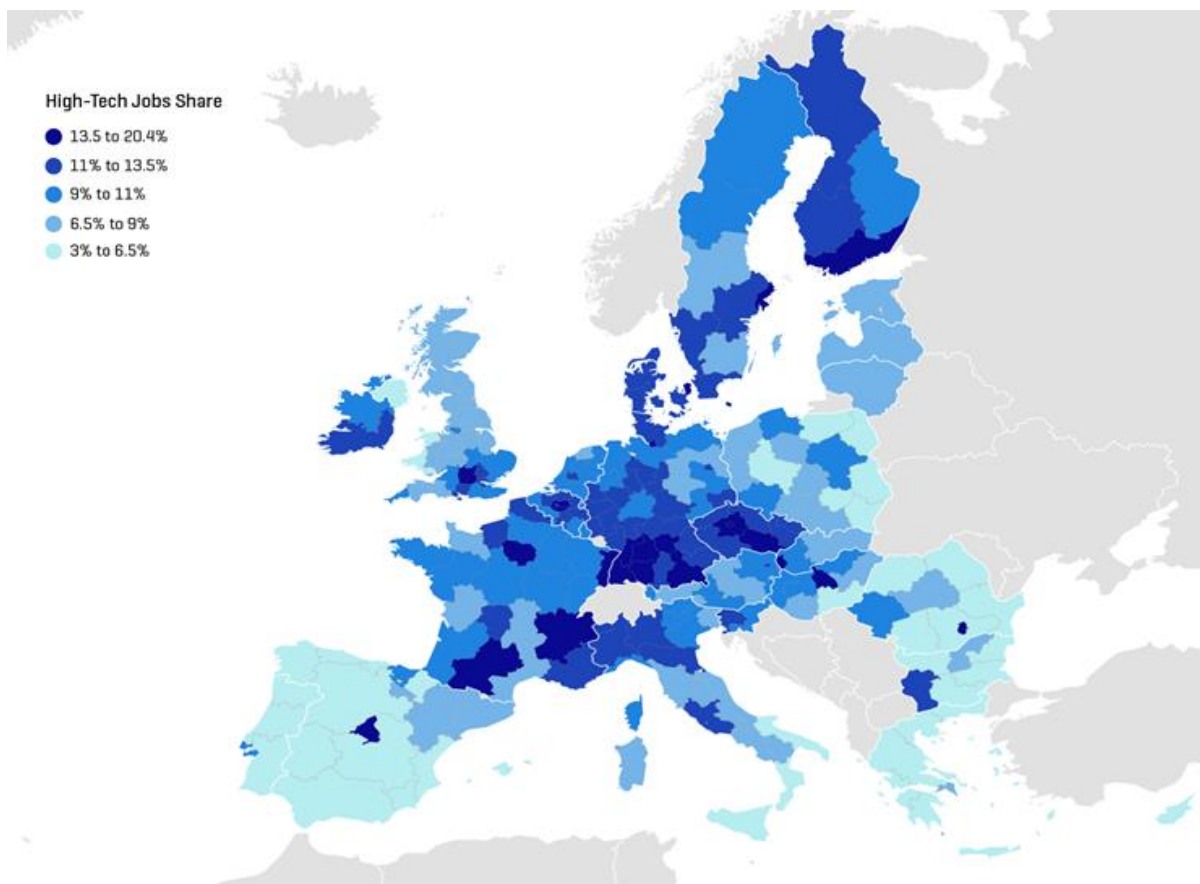 High-Tech Jobs Share
13.5 to 20.4%
11% to 13.5%
9% to 11%
6.5% to 9%
3% to 6.5%